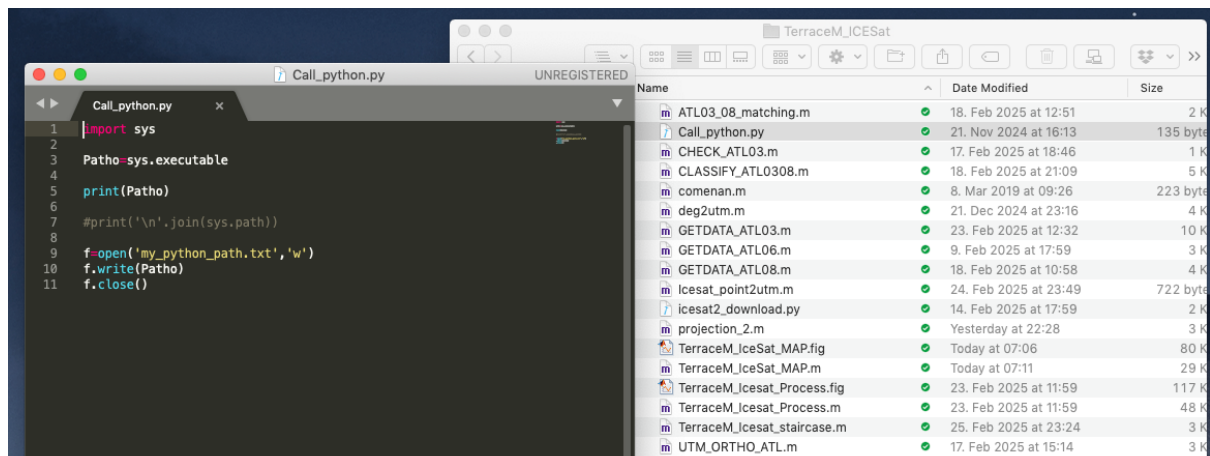 TerraceM_ICESat
Call_python.py
UNREGISTERED
Call_python.py ×
1 import sys
2
3 Patho=sys.executable
4
5 print(Patho)
6
7 #print('\n'.join(sys.path))
8
9 f=open('my_python_path.txt','w')
10 f.write(Patho)
11 f.close()
Name Date Modified Size
ATL03_08_matching.m 18. Feb 2025 at 12:51 2 K
Call_python.py 21. Nov 2024 at 16:13 135 byte
CHECK_ATL03.m 17. Feb 2025 at 18:46 1 K
CLASSIFY_ATL0308.m 18. Feb 2025 at 21:09 5 K
comenan.m 8. Mar 2019 at 09:26 223 byte
deg2utm.m 21. Dec 2024 at 23:16 4 K
GETDATA_ATL03.m 23. Feb 2025 at 12:32 10 K
GETDATA_ATL06.m 9. Feb 2025 at 17:59 3 K
GETDATA_ATL08.m 18. Feb 2025 at 10:58 4 K
Icesat_point2utm.m 24. Feb 2025 at 23:49 722 byte
icesat2_download.py 14. Feb 2025 at 17:59 2 K
projection_2.m Yesterday at 22:28 3 K
TerraceM_IceSat_MAP.fig Today at 07:06 80 K
TerraceM_IceSat_MAP.m Today at 07:11 29 K
TerraceM_Icesat_Process.fig 23. Feb 2025 at 11:59 117 K
TerraceM_Icesat_Process.m 23. Feb 2025 at 11:59 48 K
TerraceM_Icesat_staircase.m 25. Feb 2025 at 23:24 3 K
UTM_ORTHO_ATL.m 17. Feb 2025 at 15:14 3 K